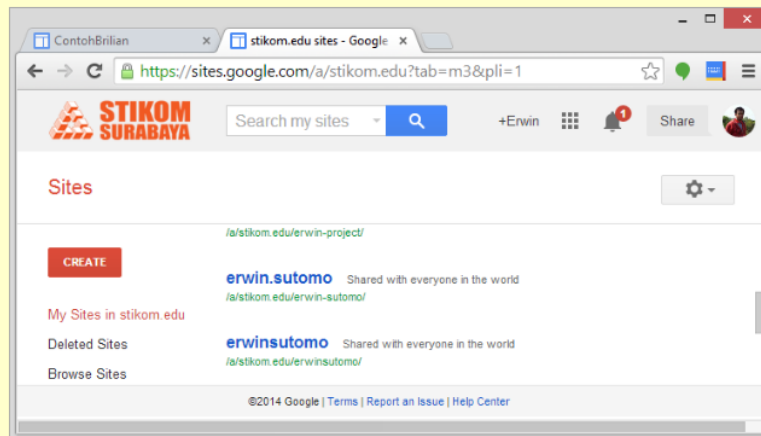 ContohBrilian ×
stikom.edu sites - Google ×
https://sites.google.com/a/stikom.edu?tab=m3&pli=1
STIKOM
SURABAYA
Search my sites
+Erwin
1
Share
Sites
/a/stikom.edu/erwin-project/
CREATE
erwin.sutomo Shared with everyone in the world
/a/stikom.edu/erwin-sutomo/
My Sites in stikom.edu
Deleted Sites
erwinsutomo Shared with everyone in the world
/a/stikom.edu/erwinsutomo/
Browse Sites
©2014 Google | Terms | Report an Issue | Help Center